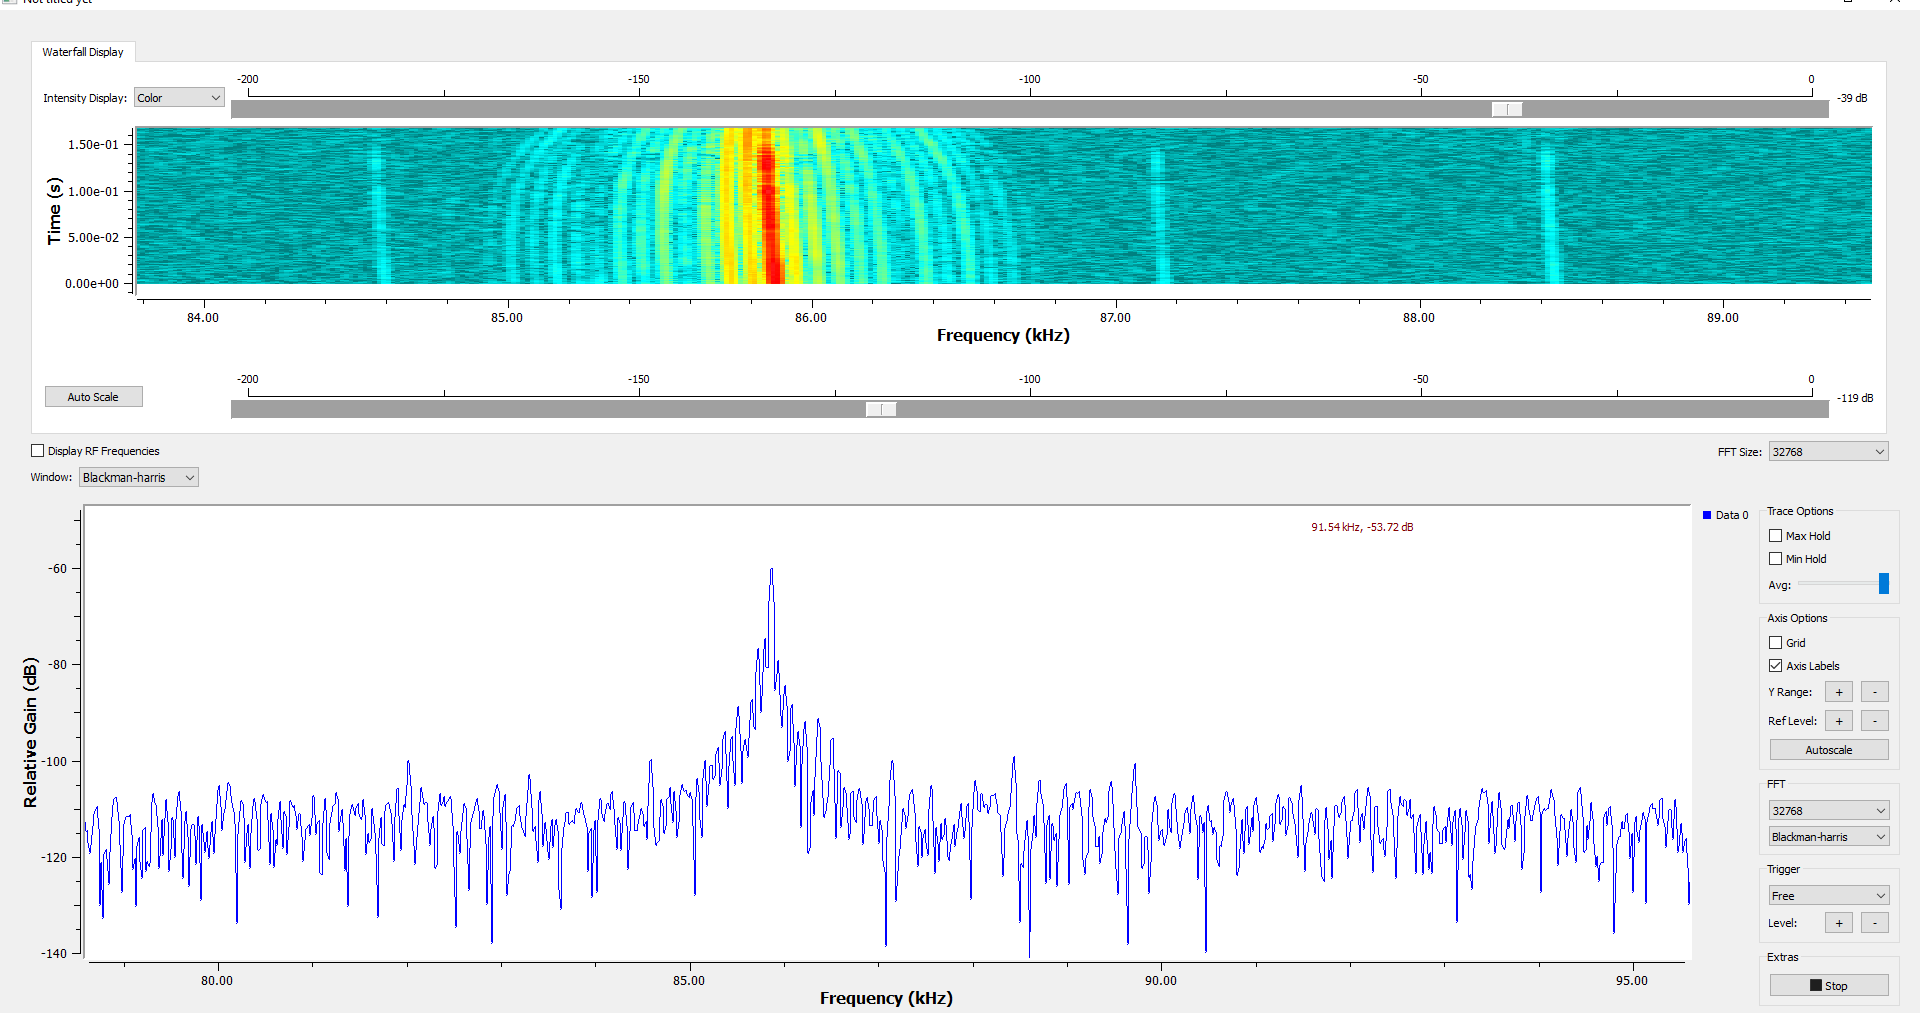 Not titled yet
Waterfall Display
-200 -150 -100 -50 0
Intensity Display: Color -39 dB
1.50e-01
1.00e-01
5.00e-02
0.00e+00
Time (s)
84.00 85.00 86.00 87.00 88.00 89.00
Frequency (kHz)
-200 -150 -100 -50 0
Auto Scale -119 dB
Display RF Frequencies FFT Size: 32768
Window: Blackman-harris
91.54 kHz, -53.72 dB
Data 0
-60
-80
-100
-120
-140
Relative Gain (dB)
80.00 85.00 90.00 95.00
Frequency (kHz)
Trace Options
Max Hold
Min Hold
Avg:
Axis Options
Grid
Axis Labels
Y Range: + -
Ref Level: + -
Autoscale
FFT
32768
Blackman-harris
Trigger
Free
Level: + -
Extras
Stop